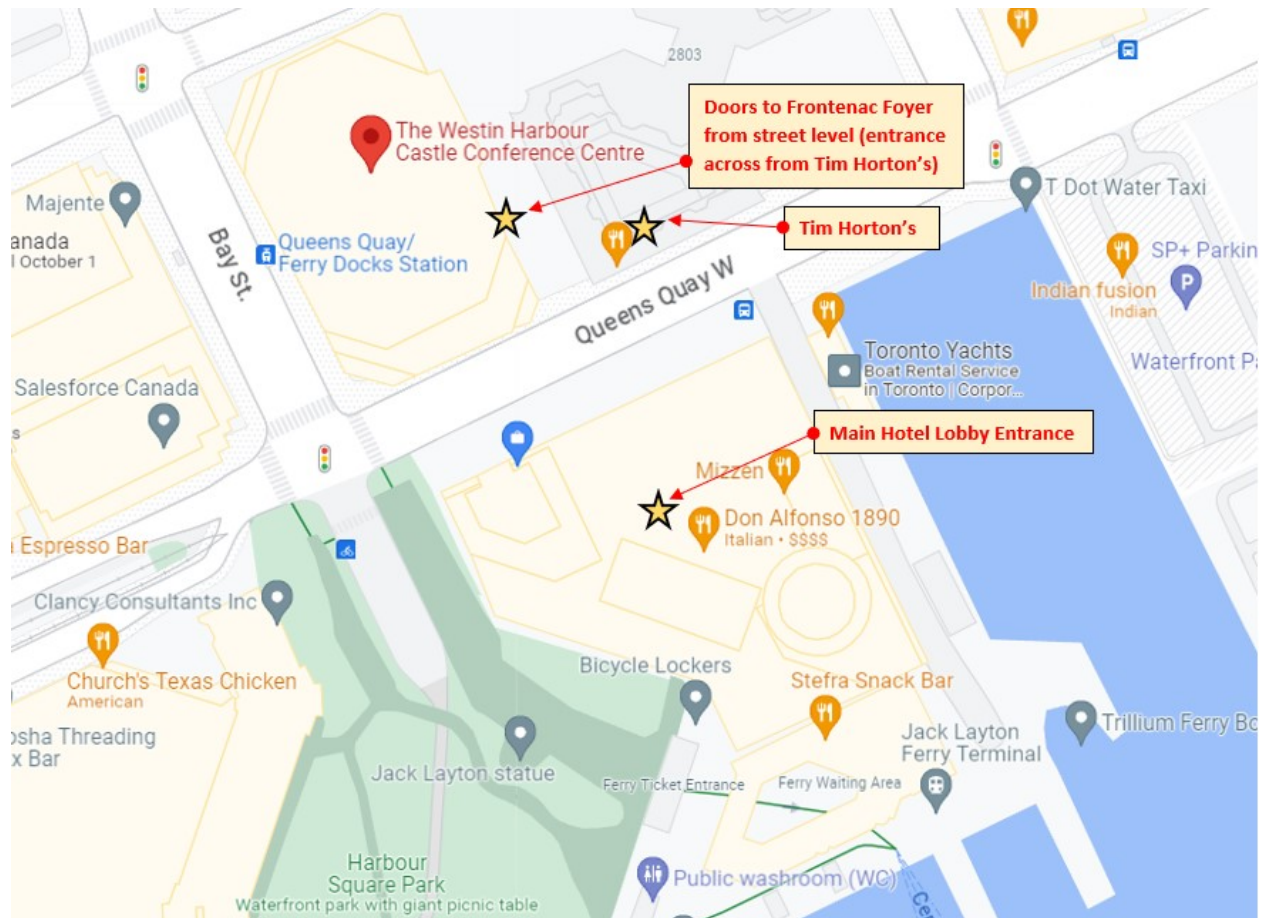 2803
Doors to Frontenac Foyer
from street level (entrance
across from Tim Horton's)
The Westin Harbour
Castle Conference Centre
T Dot Water Taxi
Majente
anada
l October 1
Tim Horton's
Bay St.
Queens Quay/
Ferry Docks Station
SP+ Parkin
P
Indian fusion
Indian
Queens Quay W
Toronto Yachts
Boat Rental Service
in Toronto | Corpor...
Waterfront Pa
Salesforce Canada
s
Main Hotel Lobby Entrance
Mizzen
Don Alfonso 1890
Italian • $$$$
a Espresso Bar
Clancy Consultants Inc
Church's Texas Chicken
American
Bicycle Lockers
Stefra Snack Bar
osha Threading
x Bar
Jack Layton statue
Jack Layton
Ferry Terminal
Trillium Ferry Bo
Ferry Ticket Entrance
Ferry Waiting Area
Harbour
Square Park
Waterfront park with giant picnic table
Public washroom (WC)
Cen